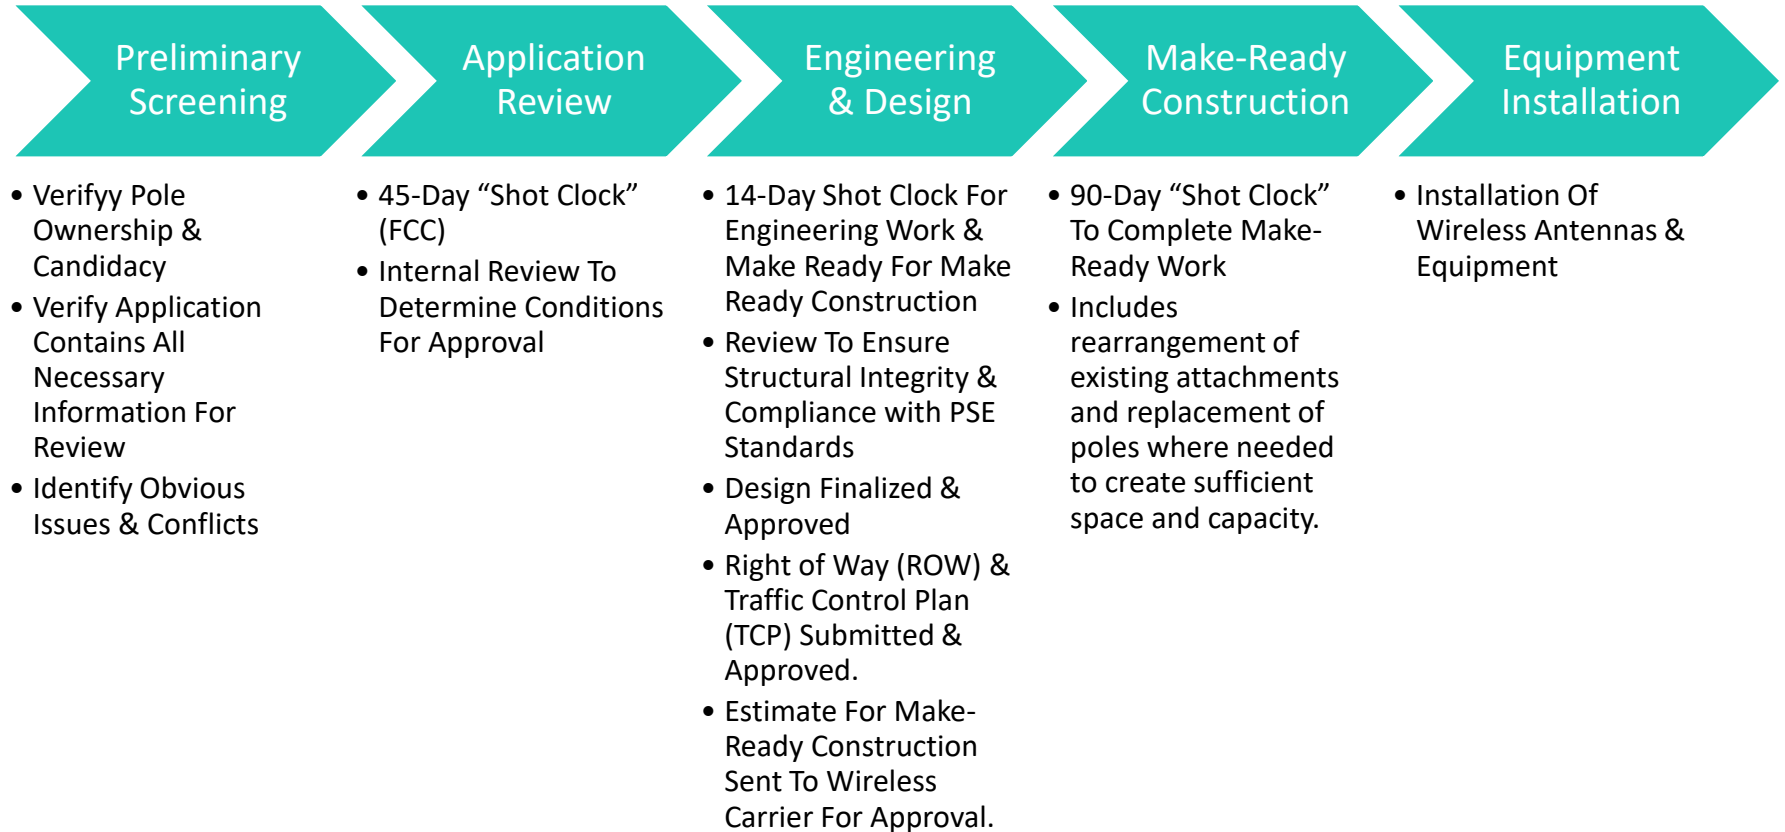 Preliminary
Screening
Application
Review
Engineering
& Design
Make-Ready
Construction
Equipment
Installation
• Verifyy Pole
Ownership &
Candidacy
• Verify Application
Contains All
Necessary
Information For
Review
• Identify Obvious
Issues & Conflicts
• 45-Day “Shot Clock”
(FCC)
• Internal Review To
Determine Conditions
For Approval
• 14-Day Shot Clock For
Engineering Work &
Make Ready For Make
Ready Construction
• Review To Ensure
Structural Integrity &
Compliance with PSE
Standards
• Design Finalized &
Approved
• Right of Way (ROW) &
Traffic Control Plan
(TCP) Submitted &
Approved.
• Estimate For Make-
Ready Construction
Sent To Wireless
Carrier For Approval.
• 90-Day “Shot Clock”
To Complete Make-
Ready Work
• Includes
rearrangement of
existing attachments
and replacement of
poles where needed
to create sufficient
space and capacity.
• Installation Of
Wireless Antennas &
Equipment